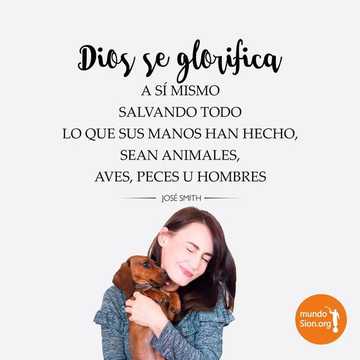 Dios se glorifica
A SÍ MISMO
SALVANDO TODO
LO QUE SUS MANOS HAN HECHO,
SEAN ANIMALES,
AVES, PECES U HOMBRES
JOSÉ SMITH
mundo
Sion.org